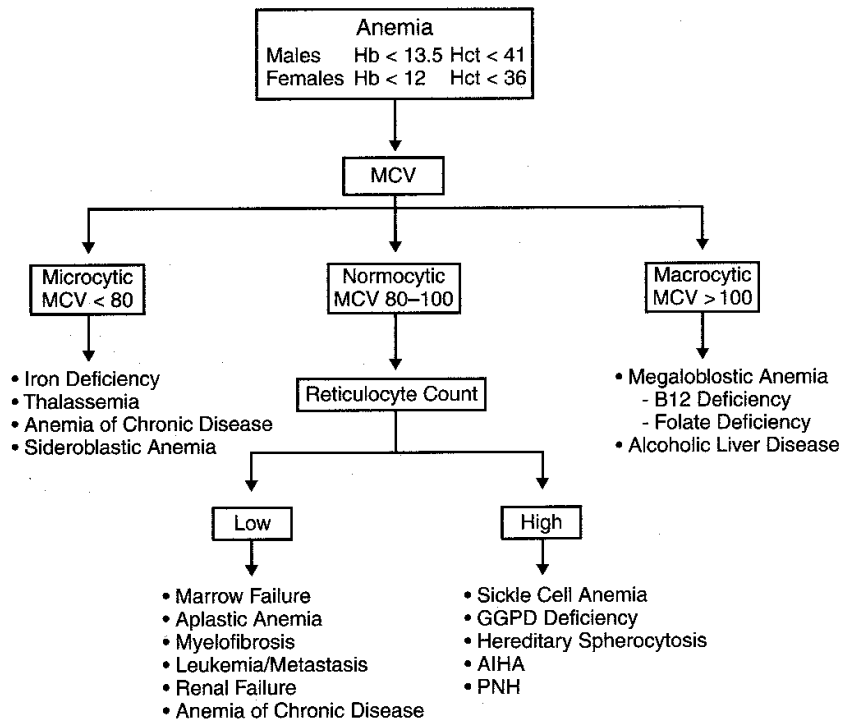 Anemia
Males Hb < 13.5 Hct < 41
Females Hb < 12 Hct < 36
MCV
Microcytic
MCV < 80
Normocytic
MCV 80–100
Macrocytic
MCV > 100
• Iron Deficiency
• Thalassemia
• Anemia of Chronic Disease
• Sideroblastic Anemia
Reticulocyte Count
• Megaloblostic Anemia
- B12 Deficiency
- Folate Deficiency
• Alcoholic Liver Disease
Low
High
• Marrow Failure
• Aplastic Anemia
• Myelofibrosis
• Leukemia/Metastasis
• Renal Failure
• Anemia of Chronic Disease
• Sickle Cell Anemia
• GGPD Deficiency
• Hereditary Spherocytosis
• AIHA
• PNH